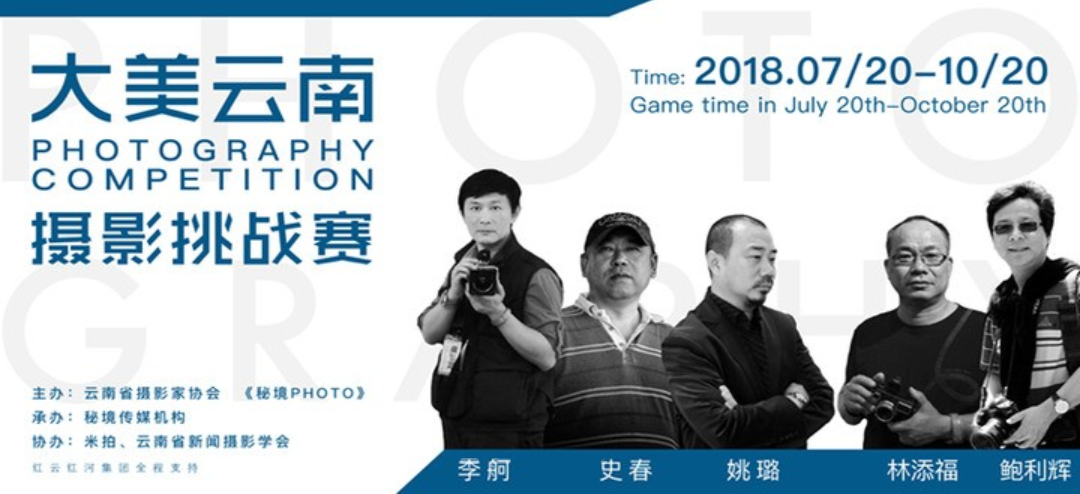 大美云南
PHOTOGRAPHY
COMPETITION
摄影挑战赛
Time: 2018.07/20-10/20
Game time in July 20th-October 20th
主办：云南省摄影家协会 《秘境PHOTO》
承办：秘境传媒机构
协办：米拍、云南省新闻摄影学会
红云红河集团全程支持
季舸 史春 姚璐 林添福 鲍利辉
PHOTO
GRAPHY